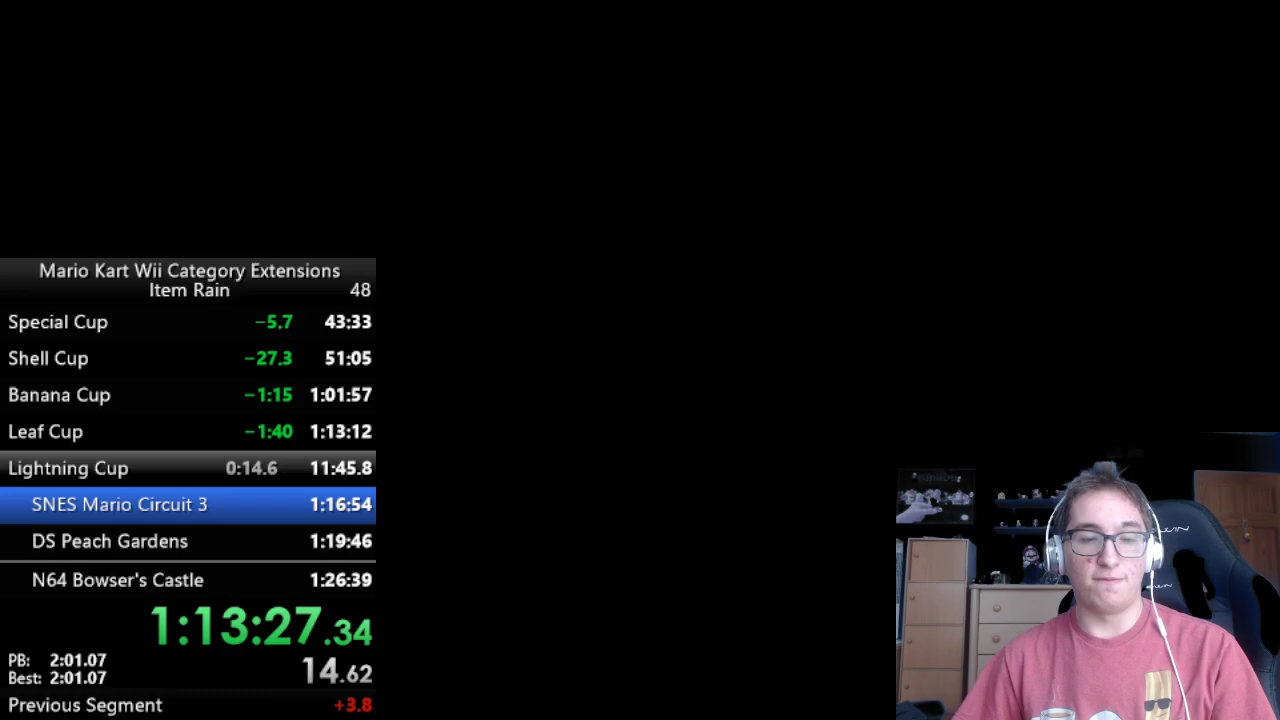 Mario Kart Wii Category Extensions
Item Rain 48
Special Cup -5.7 43:33
Shell Cup -27.3 51:05
Banana Cup -1:15 1:01:57
Leaf Cup -1:40 1:13:12
Lightning Cup 0:14.6 11:45.8
SNES Mario Circuit 3 1:16:54
DS Peach Gardens 1:19:46
N64 Bowser's Castle 1:26:39
1:13:27.34
PB: 2:01.07 14.62
Best: 2:01.07
Previous Segment +3.8